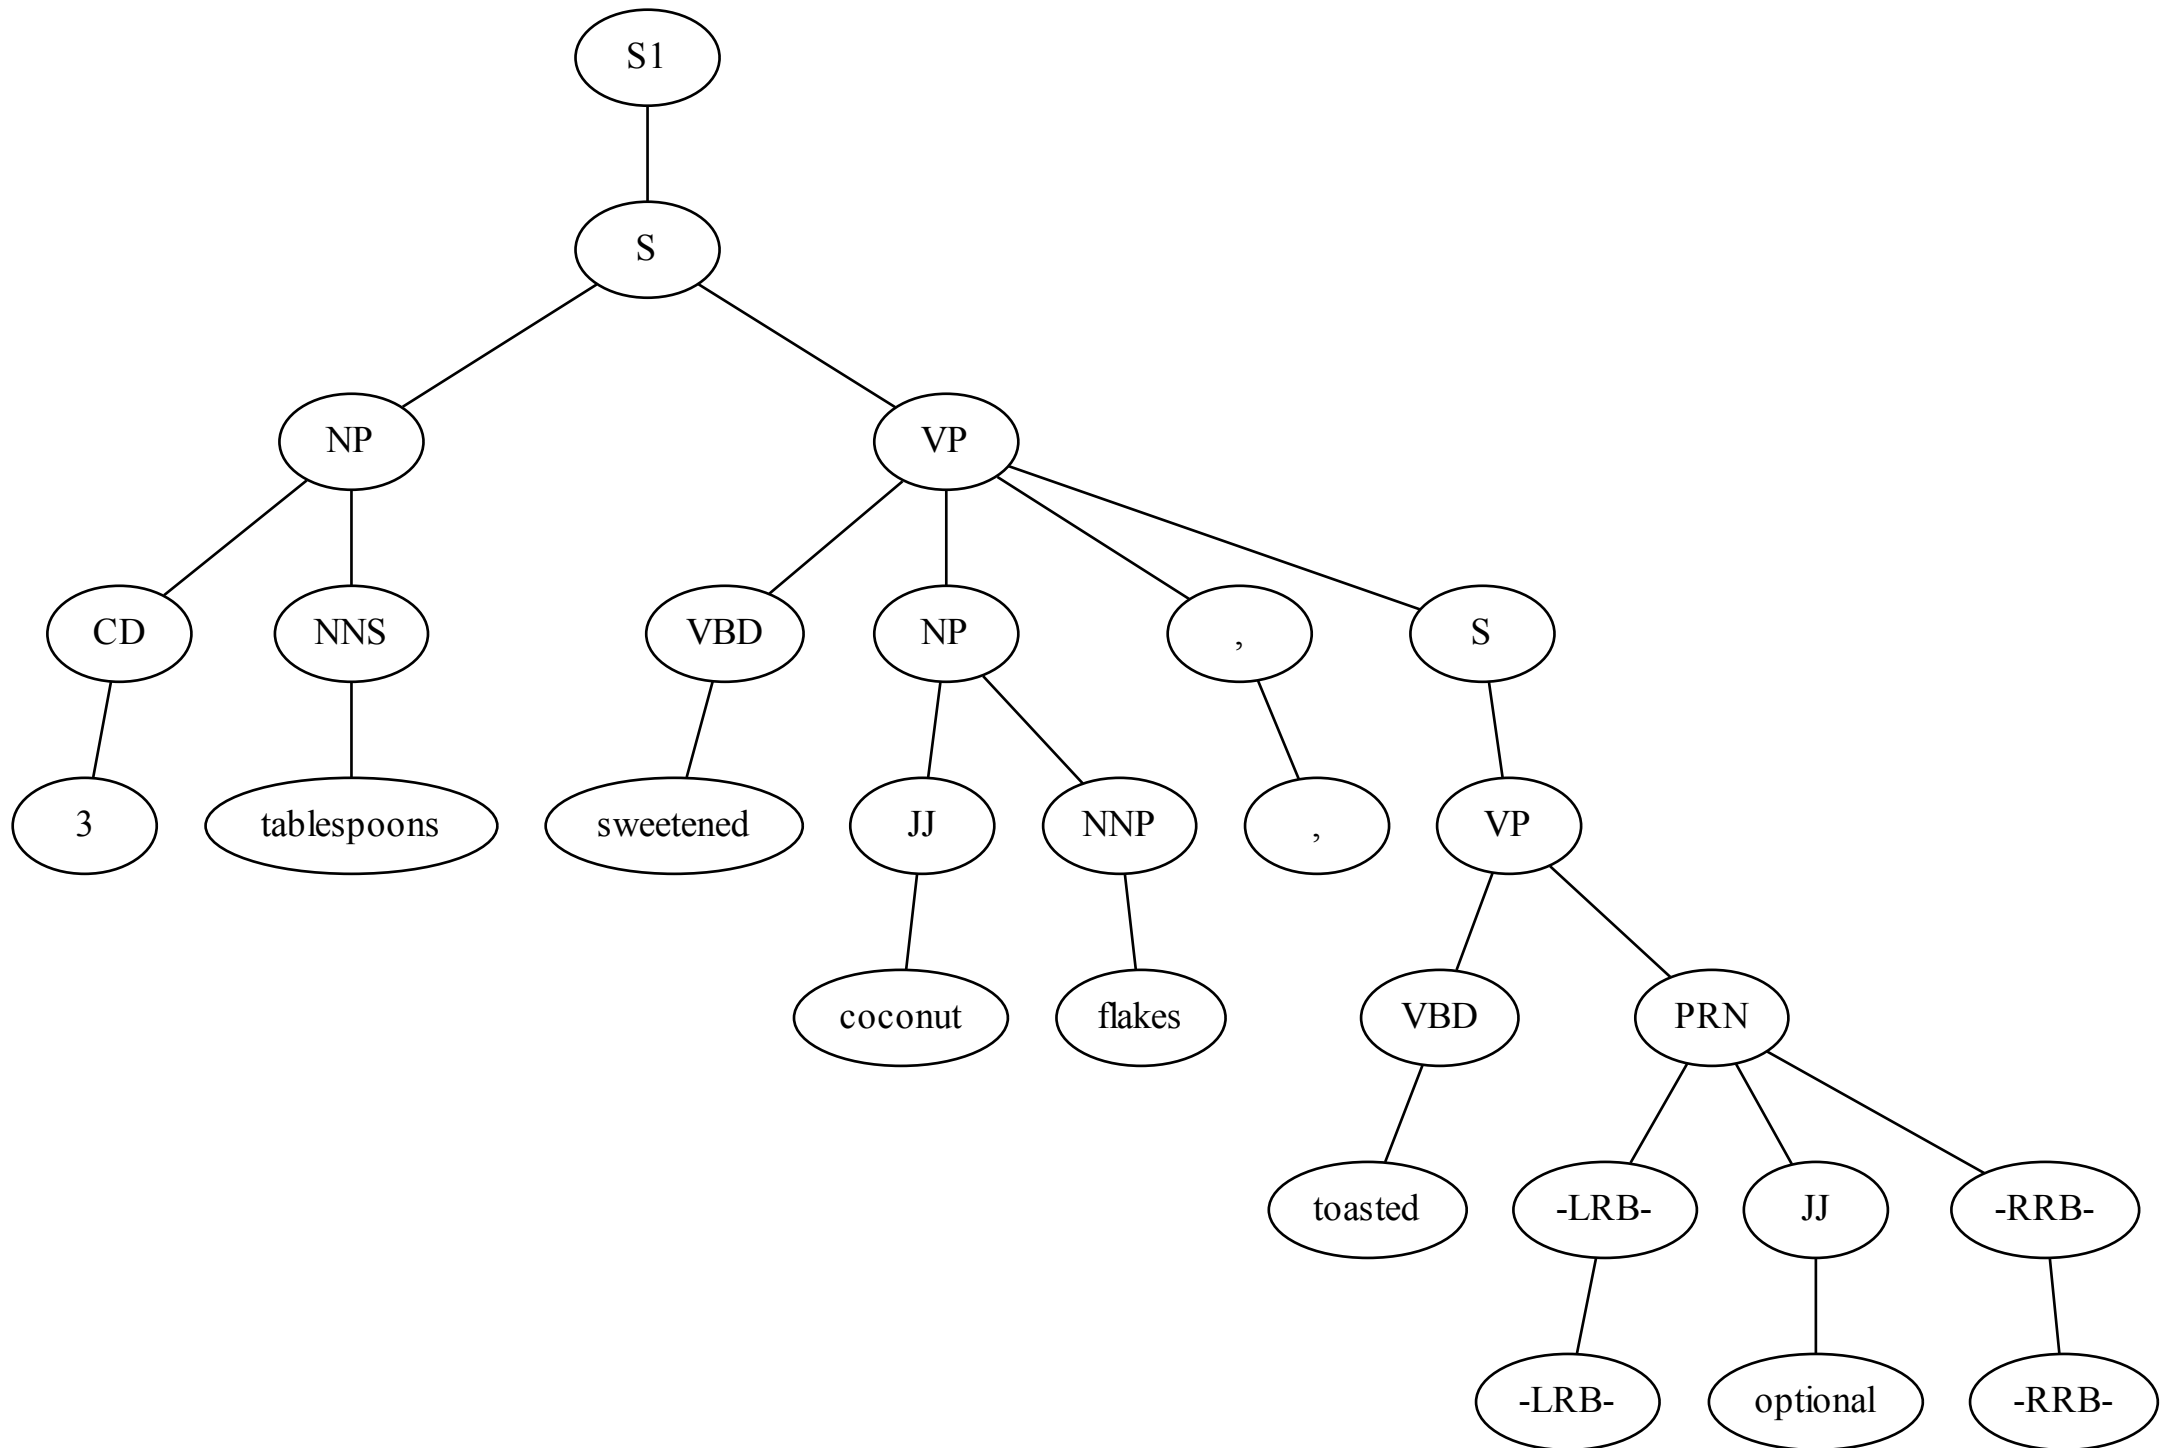 S1
S
NP VP
CD NNS VBD NP , S
3 tablespoons sweetened JJ NNP , VP
coconut flakes VBD PRN
toasted -LRB- JJ -RRB-
-LRB- optional -RRB-